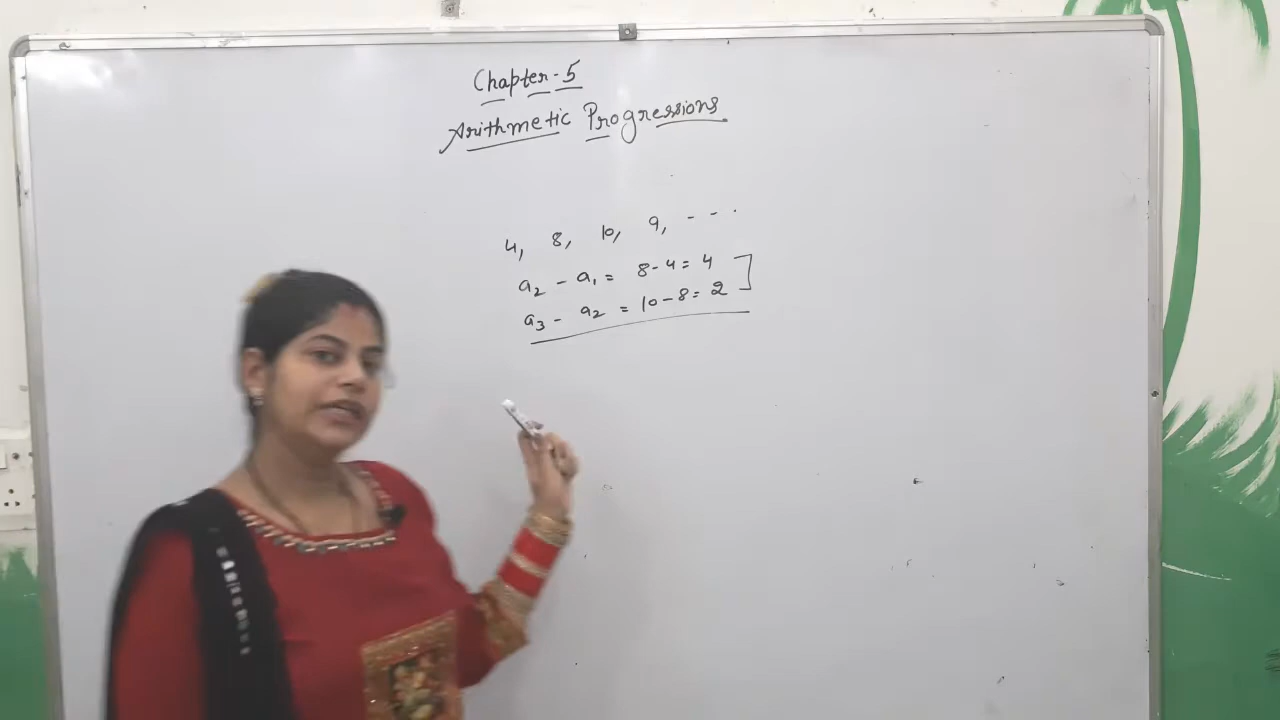 Chapter-5
Arithmetic Progressions
4, 8, 10, 9, - - .
a₂ - a₁ = 8-4 = 4
a₃ - a₂ = 10-8 = 2